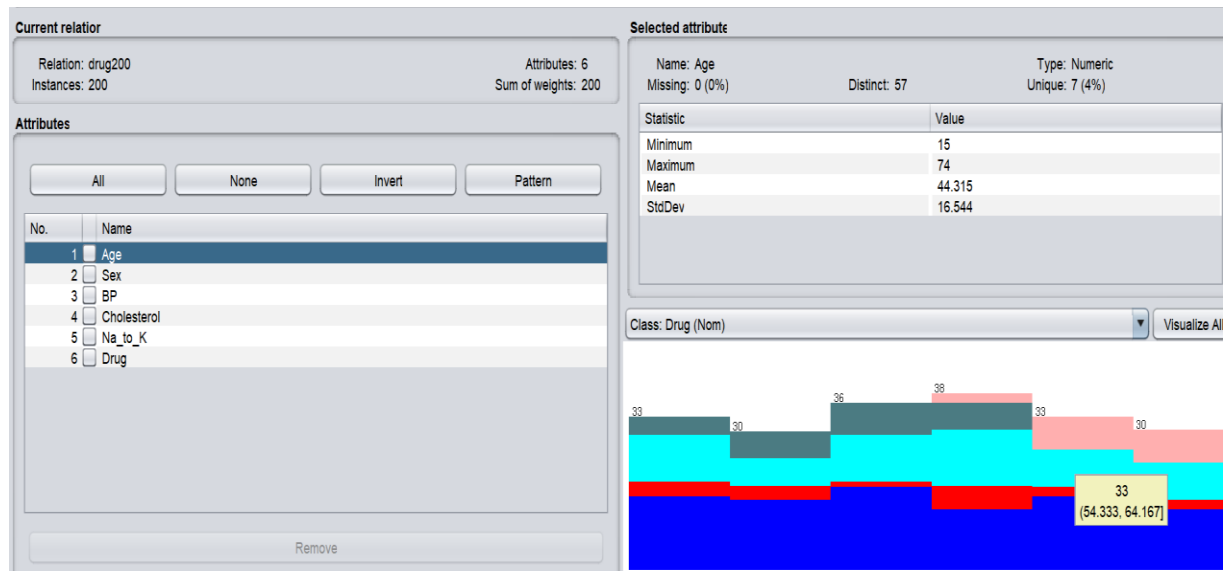 Current relation
Relation: drug200
Attributes: 6
Instances: 200
Sum of weights: 200
Attributes
All
None
Invert
Pattern
No.
Name
1 Age
2 Sex
3 BP
4 Cholesterol
5 Na_to_K
6 Drug
Remove
Selected attribute
Name: Age
Type: Numeric
Missing: 0 (0%)
Distinct: 57
Unique: 7 (4%)
Statistic
Value
Minimum
15
Maximum
74
Mean
44.315
StdDev
16.544
Class: Drug (Nom)
Visualize All
33
30
36
38
33
30
33
(54.333, 64.167]